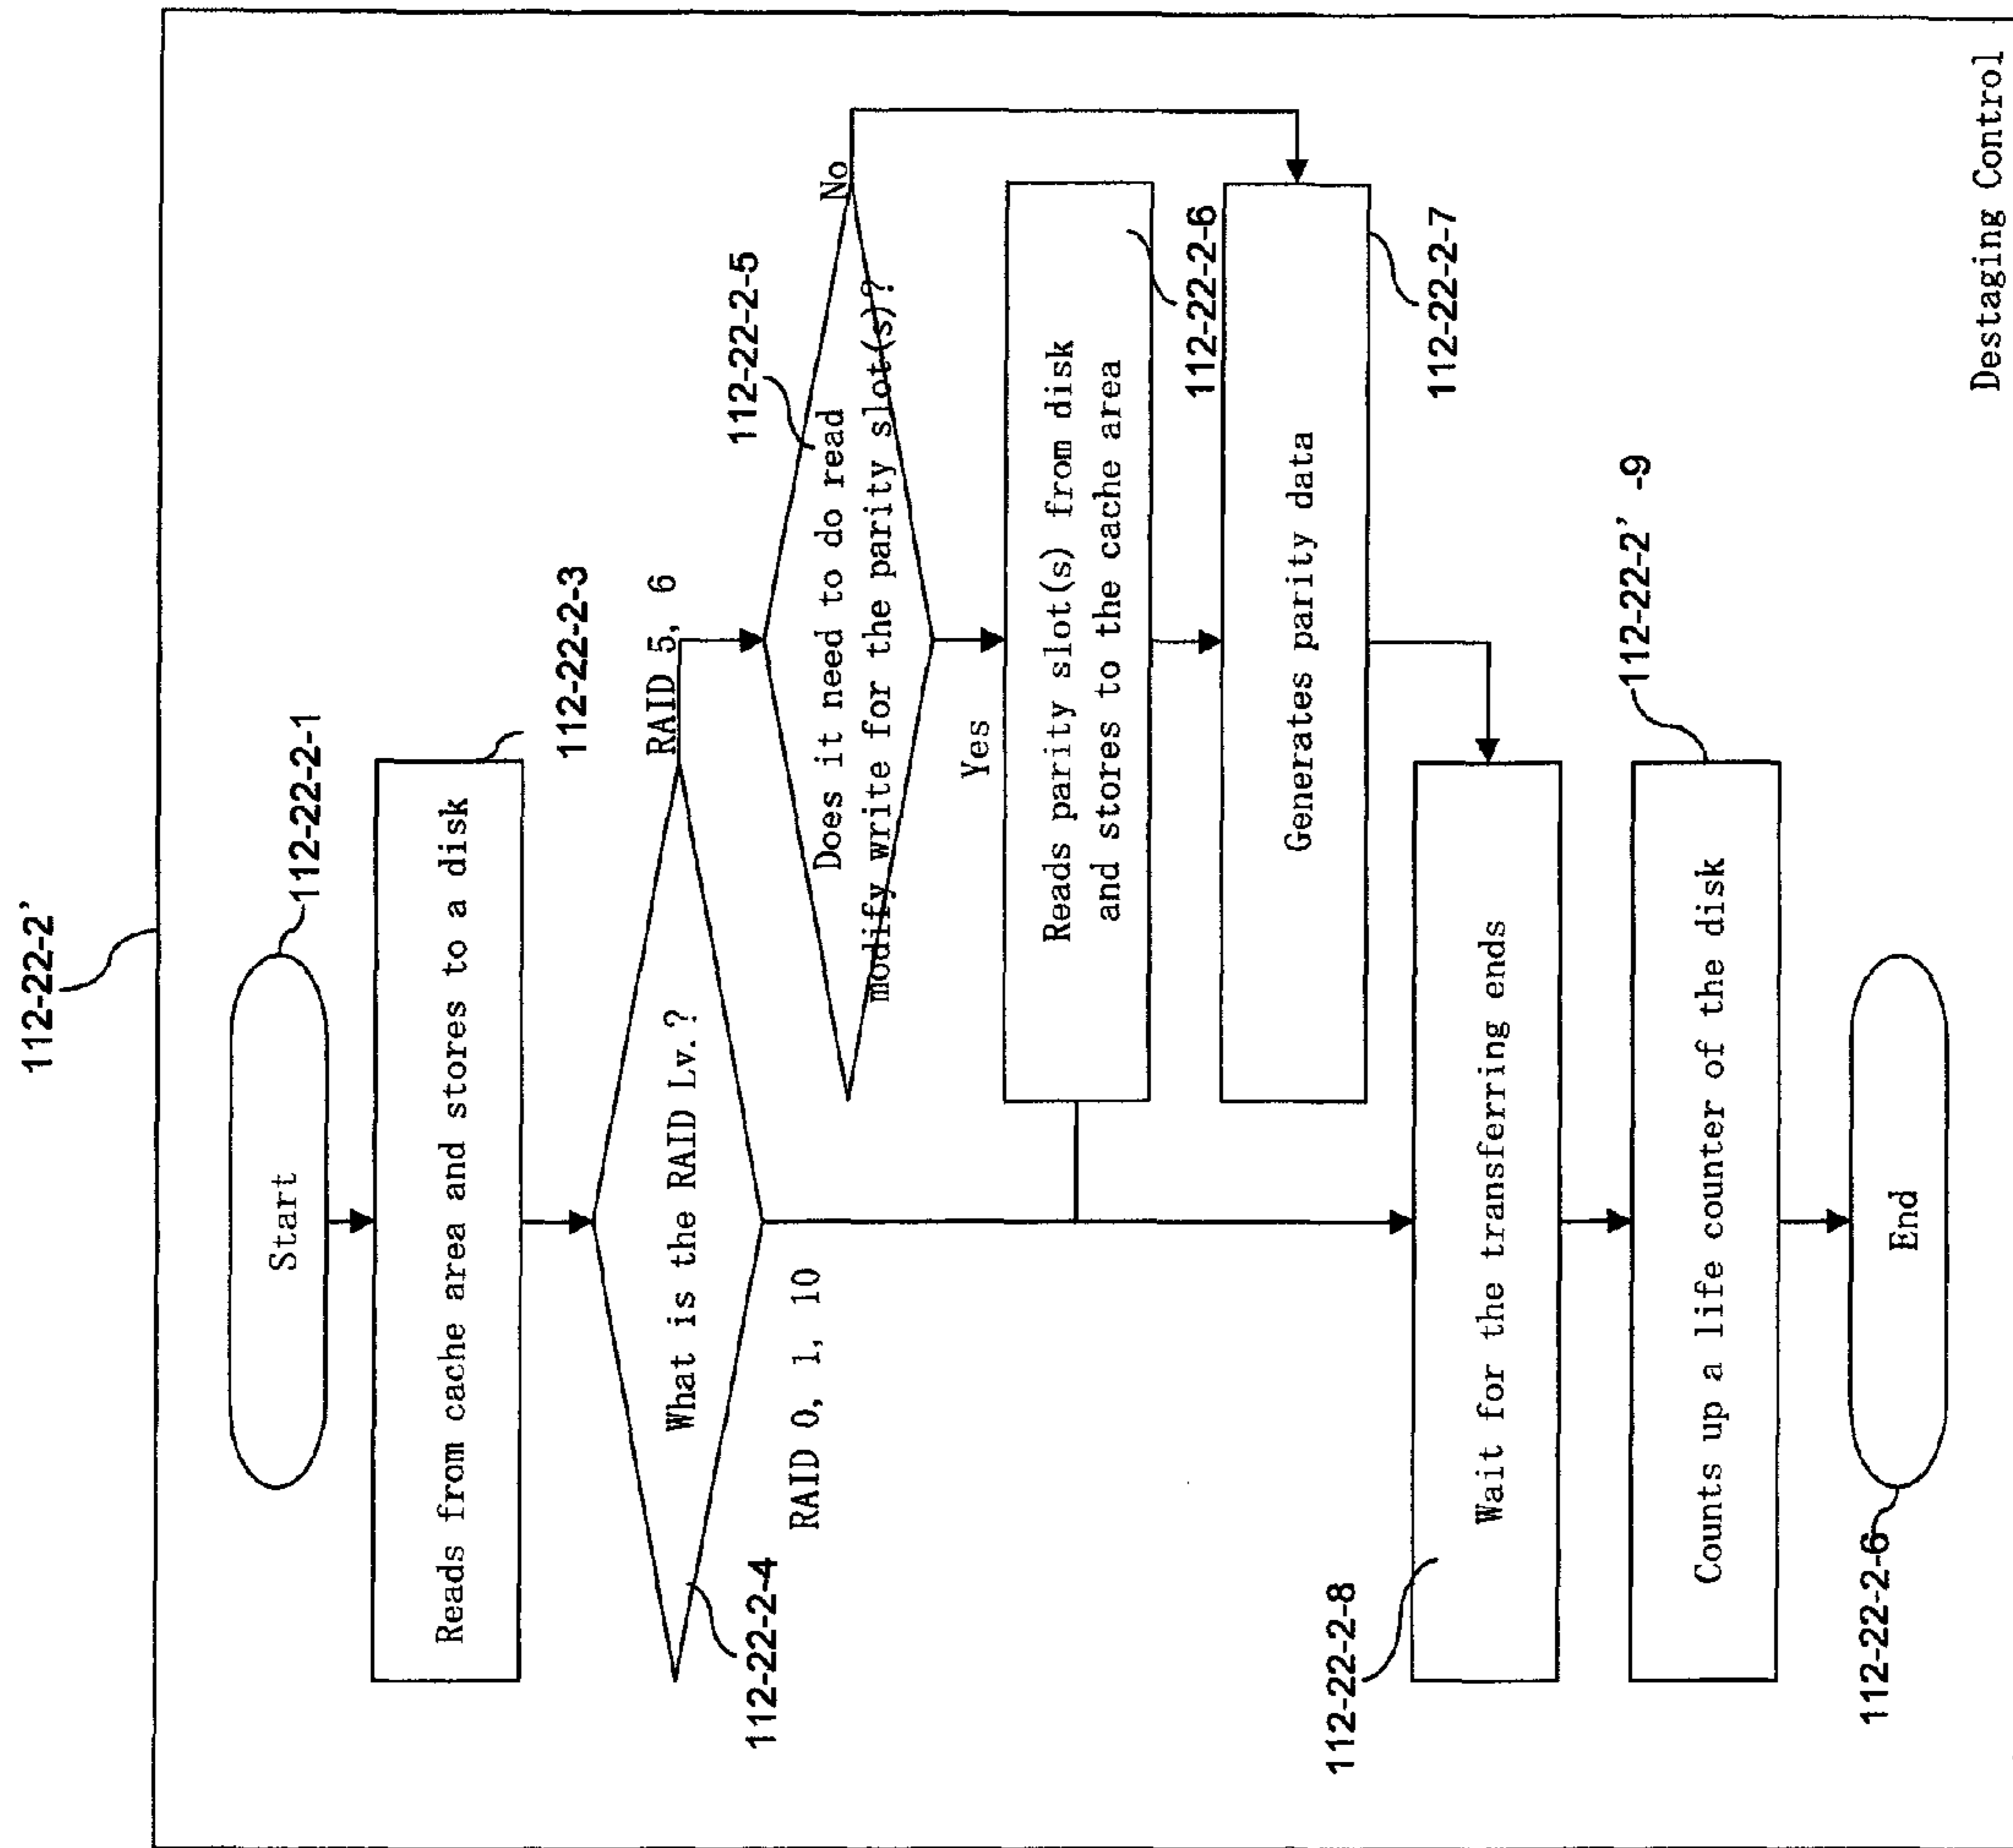 112-22-2'
Start
112-22-2-1
Reads from cache area and stores to a disk
112-22-2-3
What is the RAID Lv.?
112-22-2-4
RAID 5, 6
RAID 0, 1, 10
Does it need to do read
modify write for the parity slot(s)?
112-22-2-5
No
Yes
Reads parity slot(s) from disk
and stores to the cache area
112-22-2-6
Generates parity data
112-22-2-7
Wait for the transferring ends
112-22-2-8
Counts up a life counter of the disk
112-22-2' -9
End
112-22-2-6
Destaging Control